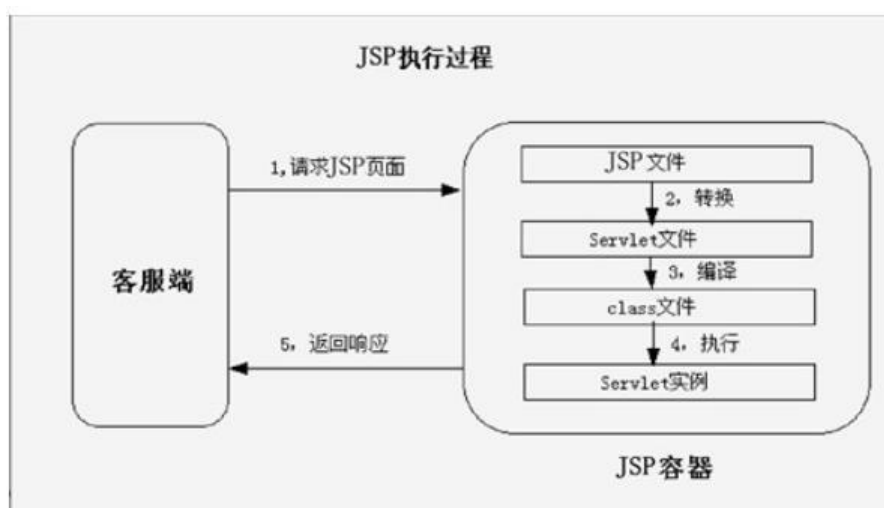 JSP执行过程
1,请求JSP页面
JSP文件
2，转换
Servlet文件
3，编译
客服端
class文件
5，返回响应
4，执行
Servlet实例
JSP容器